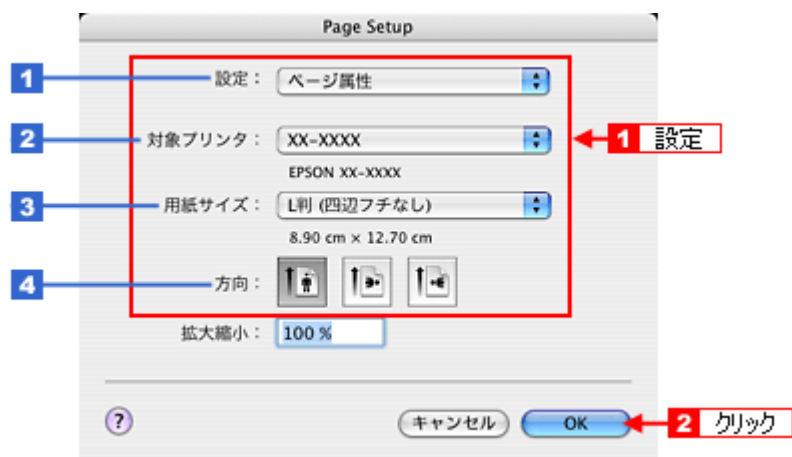 Page Setup
1 設定： ページ属性
2 対象プリンタ： XX-XXXX 1 設定
EPSON XX-XXXX
3 用紙サイズ： L判 (四辺フチなし)
8.90 cm × 12.70 cm
4 方向：
拡大縮小： 100 %
? キャンセル OK 2 クリック